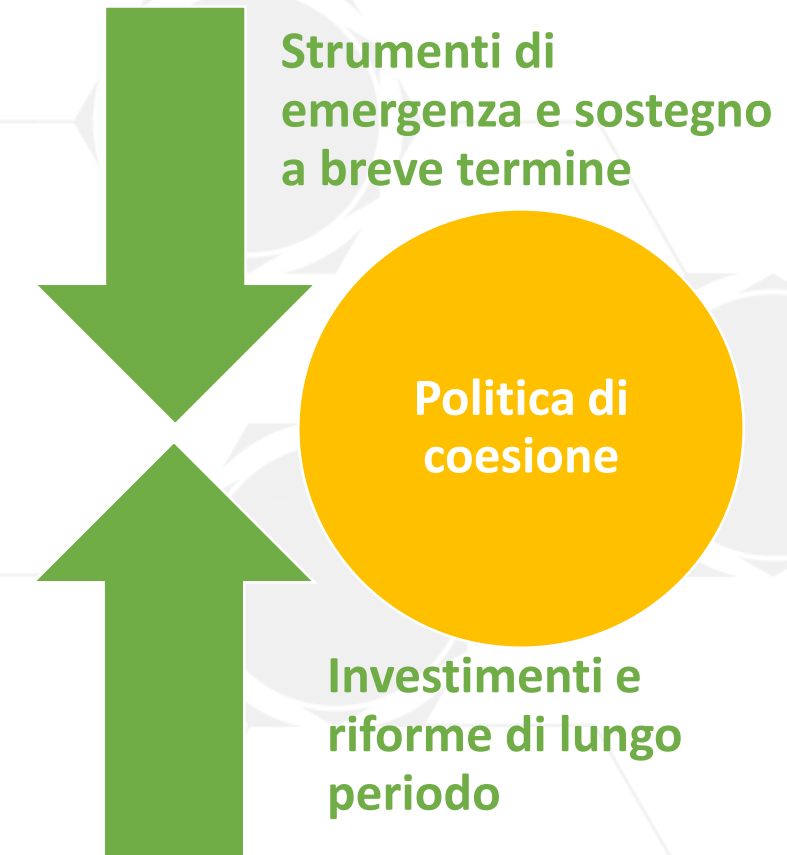 Strumenti di
emergenza e sostegno
a breve termine
Politica di
coesione
Investimenti e
riforme di lungo
periodo